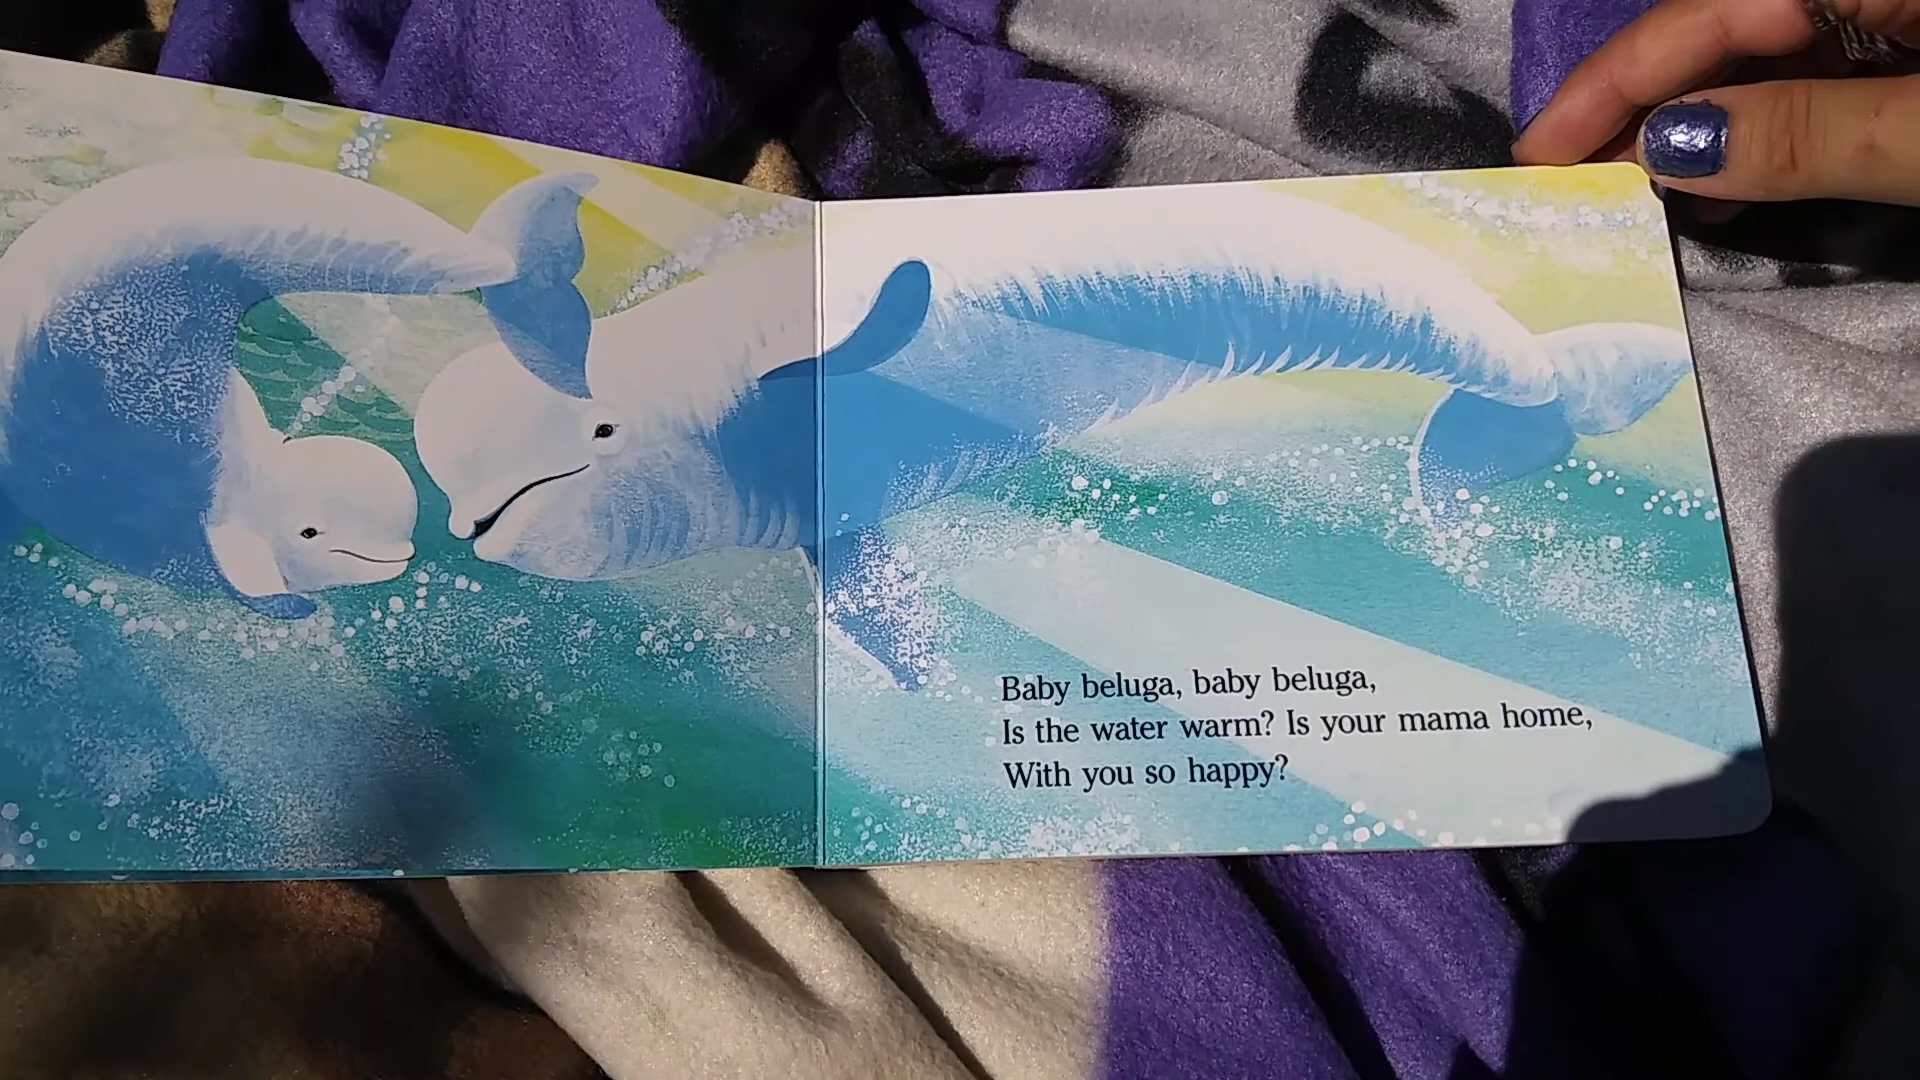 Baby beluga, baby beluga,
Is the water warm? Is your mama home,
With you so happy?